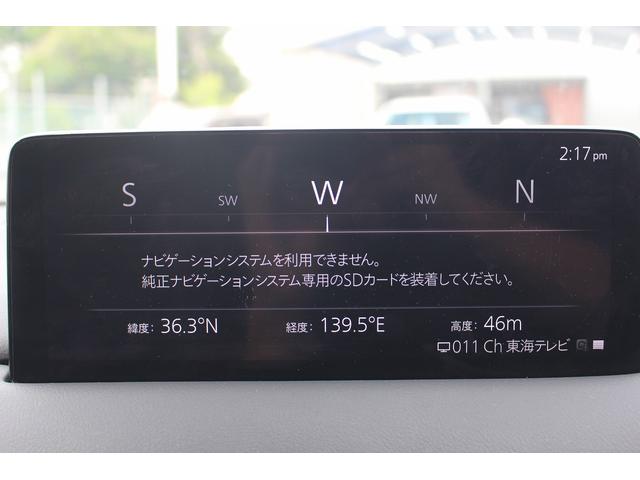 2:17 pm
S SW W NW N
ナビゲーションシステムを利用できません。
純正ナビゲーションシステム専用のSDカードを装着してください。
緯度: 36.3°N 経度: 139.5°E 高度: 46m
011 Ch 東海テレビ